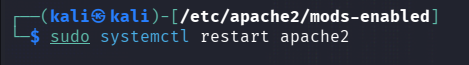 ┌──(kali㉿kali)-[/etc/apache2/mods-enabled]
└─$ sudo systemctl restart apache2